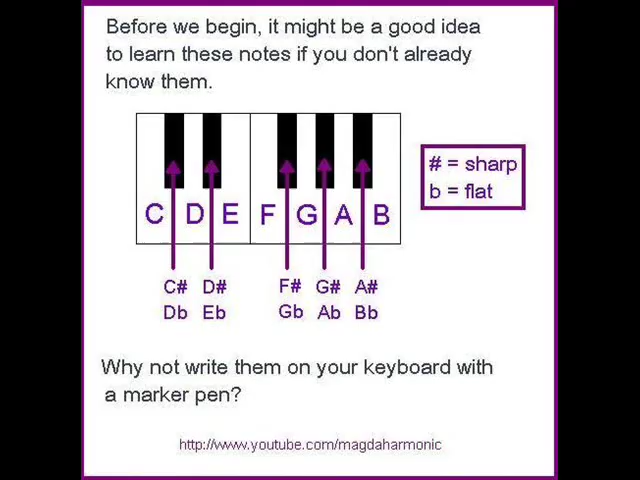 Before we begin, it might be a good idea
to learn these notes if you don't already
know them.
# = sharp
b = flat
C D E F G A B
C# D# F# G# A#
Db Eb Gb Ab Bb
Why not write them on your keyboard with
a marker pen?
http://www.youtube.com/magdaharmonic